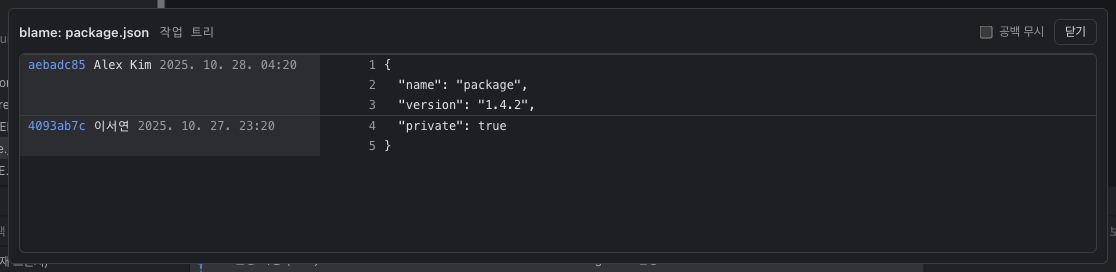 blame: package.json 작업 트리
공백 무시 닫기
aebadc85 Alex Kim 2025. 10. 28. 04:20 1 {
2 "name": "package",
3 "version": "1.4.2",
4093ab7c 이서연 2025. 10. 27. 23:20 4 "private": true
5 }